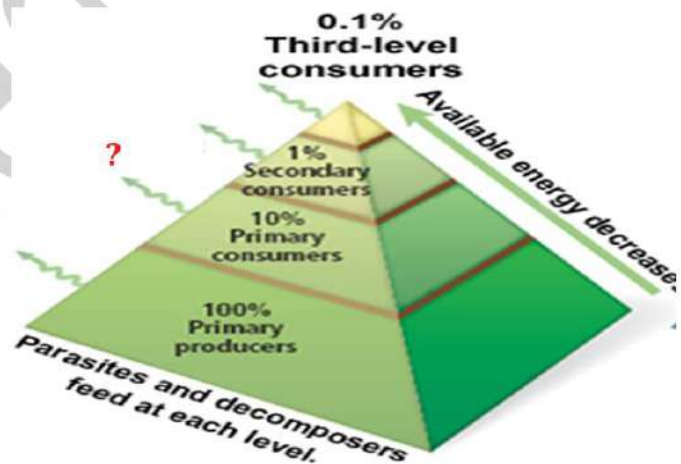 0.1%
Third-level
consumers
Available energy decreases
?
1%
Secondary
consumers
10%
Primary
consumers
100%
Primary
producers
Parasites and decomposers
feed at each level.